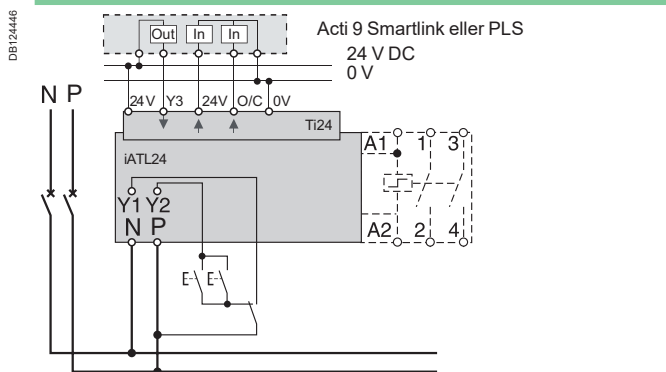 DB124446
Out In In
Acti 9 Smartlink eller PLS
24 V DC
0 V
N P
24V Y3 24V O/C 0V
Ti24
iATL24
A1 1 3
Y1 Y2
N P
A2 2 4
E E